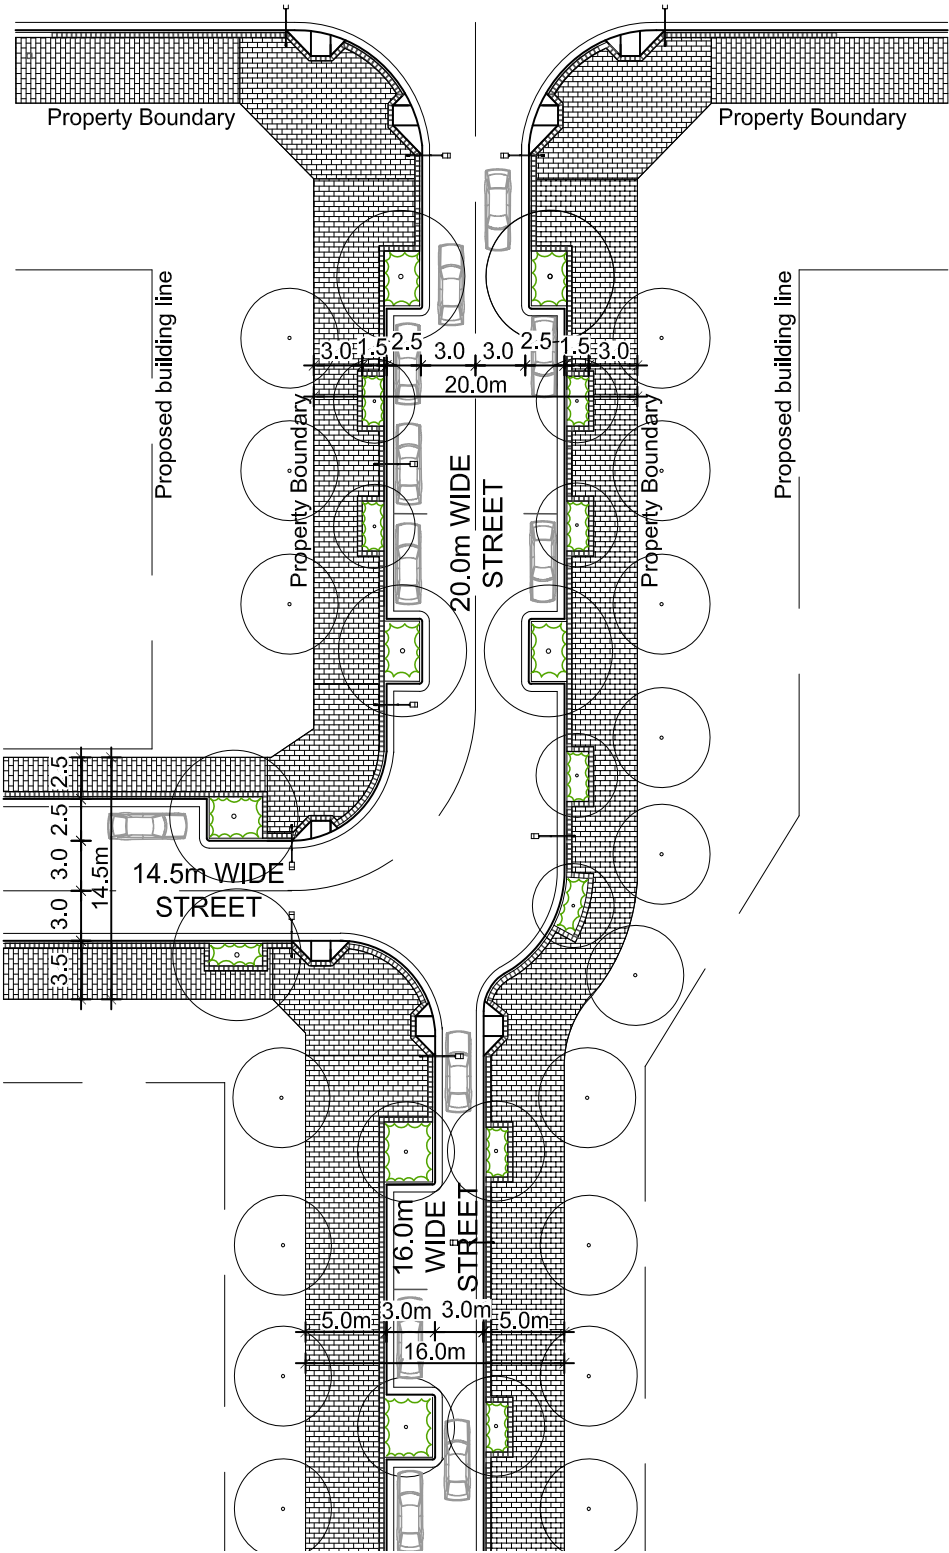 Property Boundary
Property Boundary
Proposed building line
Proposed building line
3.0
1.5
2.5
3.0
3.0
2.5
1.5
3.0
20.0m
Property Boundary
Property Boundary
20.0m WIDE
STREET
2.5
2.5
3.0
3.0
3.5
14.5m
14.5m WIDE
STREET
16.0m
WIDE
STREET
5.0m
3.0m
3.0m
5.0m
16.0m